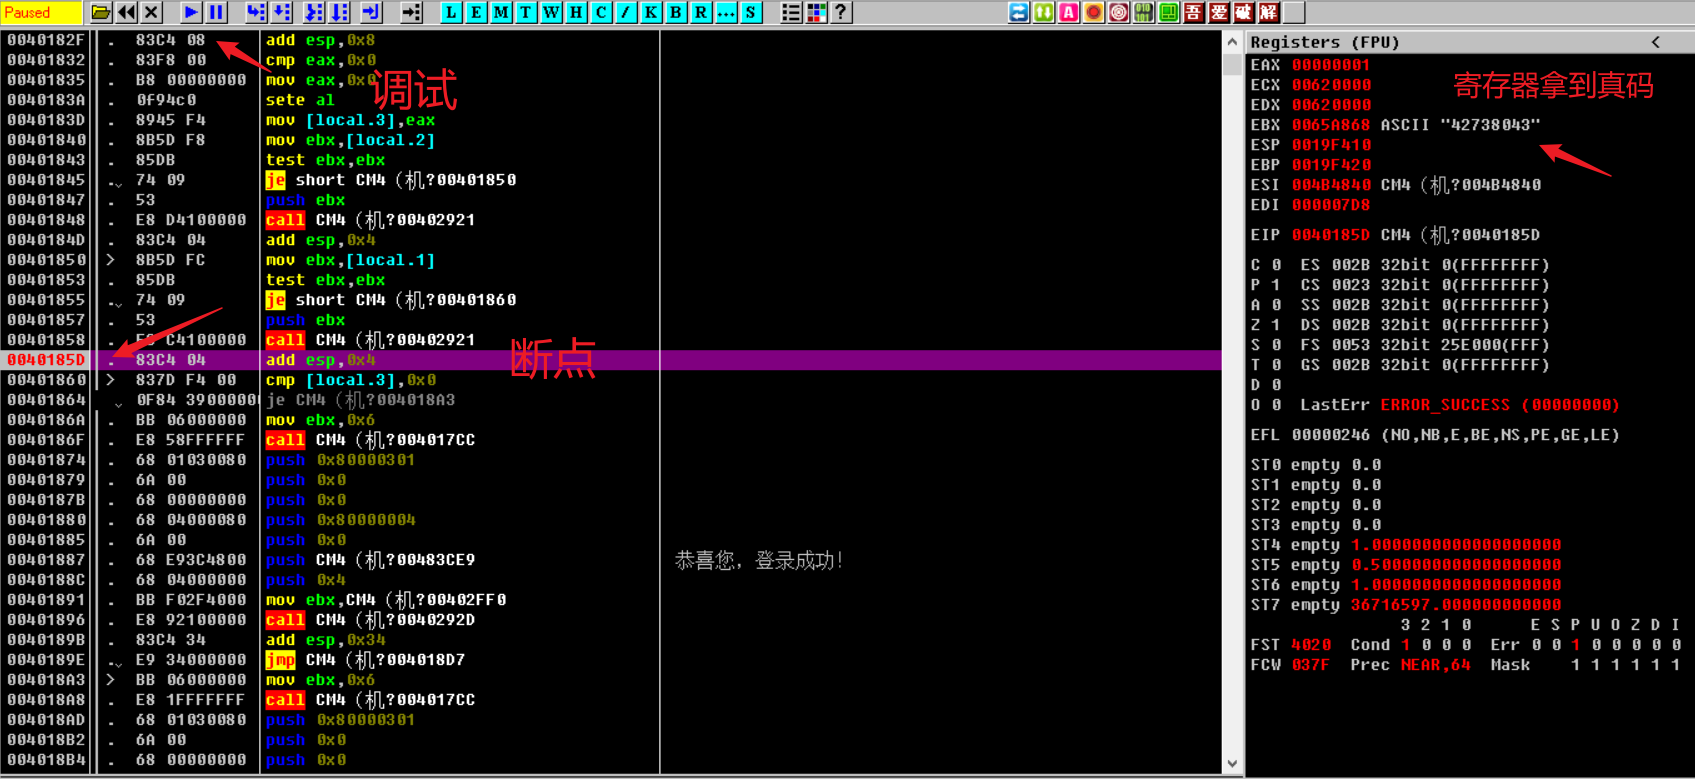 Paused
L E M T W H C / K B R ... S ?
A 吾 爱 破 解
0040182F . 83C4 08 add esp,0x8
00401832 . 83F8 00 cmp eax,0x0
00401835 . B8 00000000 mov eax,0x0
0040183A . 0f94c0 sete al
0040183D . 8945 F4 mov [local.3],eax
00401840 . 8B5D F8 mov ebx,[local.2]
00401843 . 85DB test ebx,ebx
00401845 .˅ 74 09 je short CM4 (机?00401850
00401847 . 53 push ebx
00401848 . E8 D4100000 call CM4 (机?00402921
0040184D . 83C4 04 add esp,0x4
00401850 > 8B5D FC mov ebx,[local.1]
00401853 . 85DB test ebx,ebx
00401855 .˅ 74 09 je short CM4 (机?00401860
00401857 . 53 push ebx
00401858 . E8 C4100000 call CM4 (机?00402921
0040185D . 83C4 04 add esp,0x4
00401860 > 837D F4 00 cmp [local.3],0x0
00401864 ˅ 0F84 39000000 je CM4 (机?004018A3
0040186A . BB 06000000 mov ebx,0x6
0040186F . E8 58FFFFFF call CM4 (机?004017CC
00401874 . 68 01030080 push 0x80000301
00401879 . 6A 00 push 0x0
0040187B . 68 00000000 push 0x0
00401880 . 68 04000080 push 0x80000004
00401885 . 6A 00 push 0x0
00401887 . 68 E93C4800 push CM4 (机?00483CE9 恭喜您，登录成功!
0040188C . 68 04000000 push 0x4
00401891 . BB F02F4000 mov ebx,CM4 (机?00402FF0
00401896 . E8 92100000 call CM4 (机?0040292D
0040189B . 83C4 34 add esp,0x34
0040189E .˅ E9 34000000 jmp CM4 (机?004018D7
004018A3 > BB 06000000 mov ebx,0x6
004018A8 . E8 1FFFFFFF call CM4 (机?004017CC
004018AD . 68 01030080 push 0x80000301
004018B2 . 6A 00 push 0x0
004018B4 . 68 00000000 push 0x0
调试
断点
Registers (FPU) <
EAX 00000001
ECX 00620000
EDX 00620000
EBX 0065A868 ASCII "42738043"
ESP 0019F410
EBP 0019F420
ESI 004B4840 CM4 (机?004B4840
EDI 000007D8
EIP 0040185D CM4 (机?0040185D
C 0 ES 002B 32bit 0(FFFFFFFF)
P 1 CS 0023 32bit 0(FFFFFFFF)
A 0 SS 002B 32bit 0(FFFFFFFF)
Z 1 DS 002B 32bit 0(FFFFFFFF)
S 0 FS 0053 32bit 25E000(FFF)
T 0 GS 002B 32bit 0(FFFFFFFF)
D 0
O 0 LastErr ERROR_SUCCESS (00000000)
EFL 00000246 (NO,NB,E,BE,NS,PE,GE,LE)
ST0 empty 0.0
ST1 empty 0.0
ST2 empty 0.0
ST3 empty 0.0
ST4 empty 1.0000000000000000000
ST5 empty 0.5000000000000000000
ST6 empty 1.0000000000000000000
ST7 empty 36716597.000000000000
3 2 1 0 E S P U O Z D I
FST 4020 Cond 1 0 0 0 Err 0 0 1 0 0 0 0 0
FCW 037F Prec NEAR,64 Mask 1 1 1 1 1 1
寄存器拿到真码